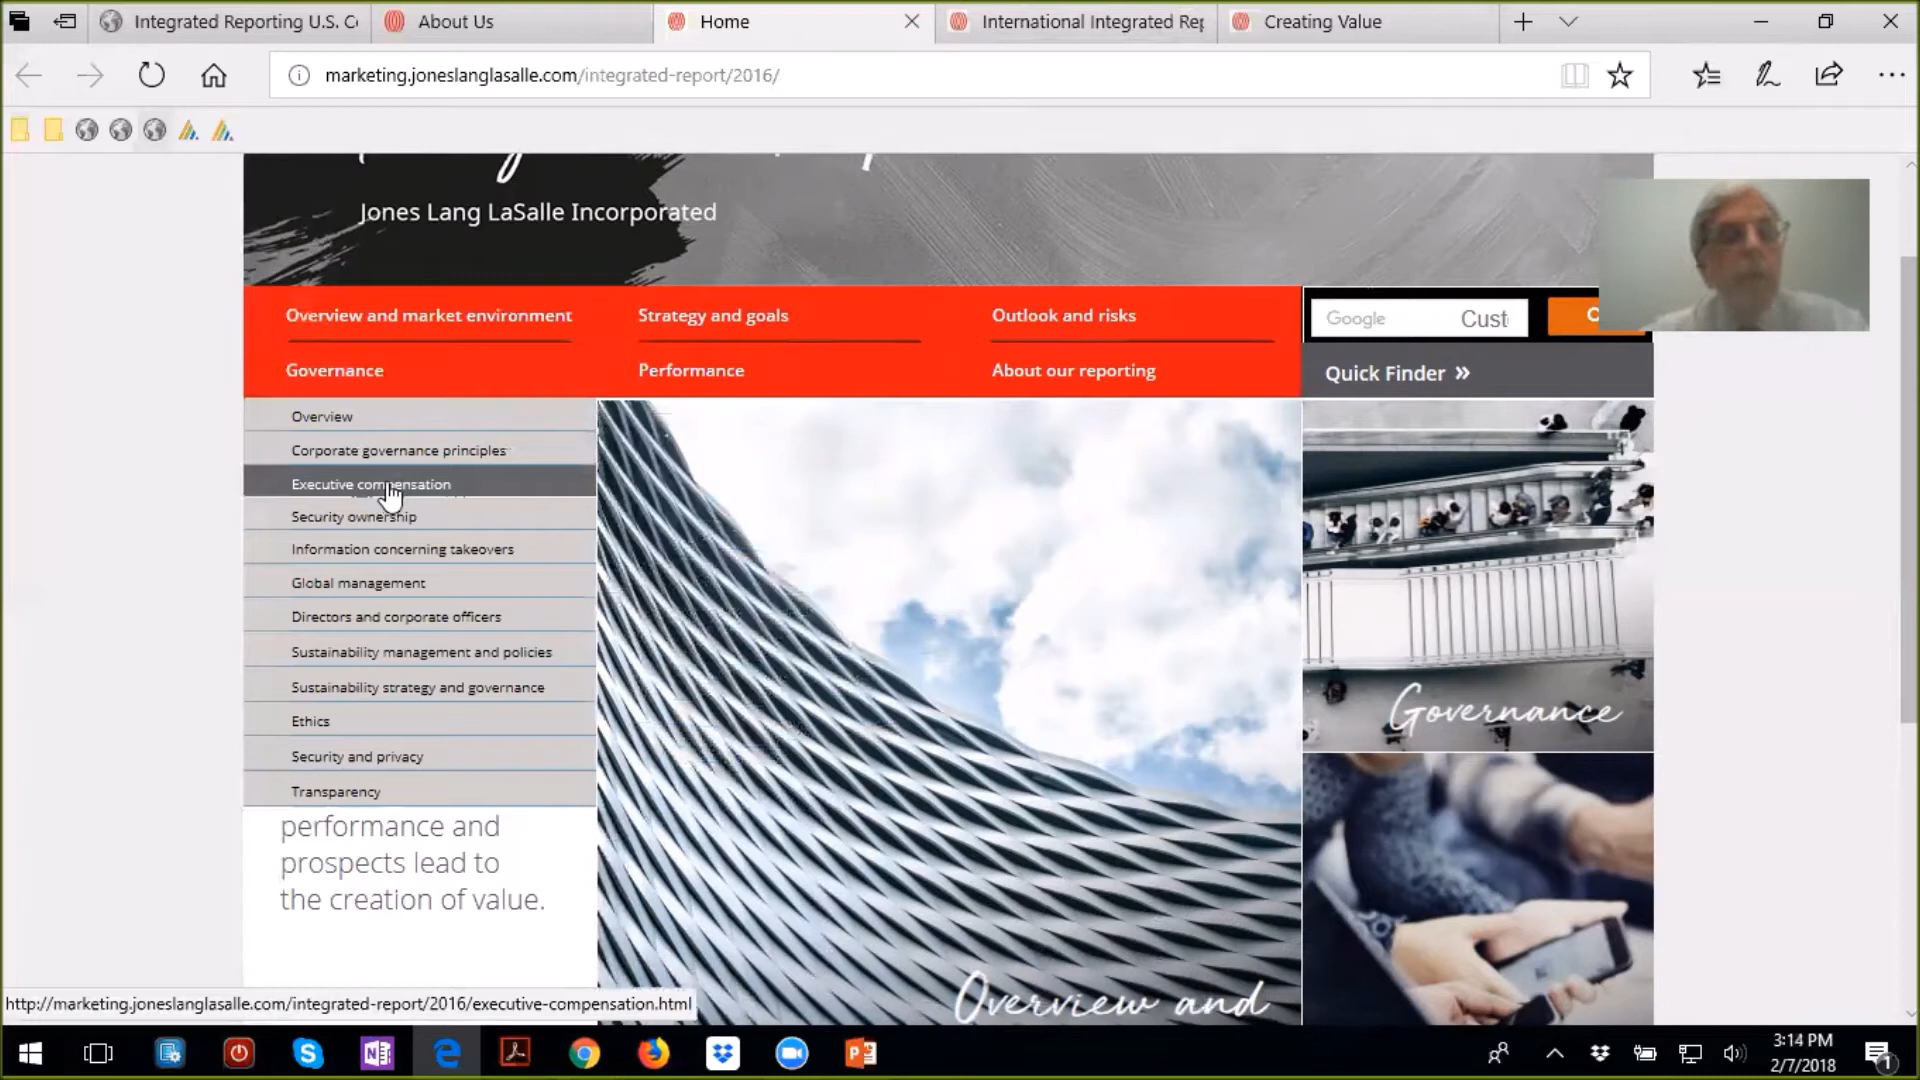 Integrated Reporting U.S. Co
About Us
Home
International Integrated Rep
Creating Value
marketing.joneslanglasalle.com/integrated-report/2016/
Jones Lang LaSalle Incorporated
Overview and market environment
Strategy and goals
Outlook and risks
Google Cust
Governance
Performance
About our reporting
Quick Finder »
Overview
Corporate governance principles
Executive compensation
Security ownership
Information concerning takeovers
Global management
Directors and corporate officers
Sustainability management and policies
Sustainability strategy and governance
Ethics
Security and privacy
Transparency
performance and
prospects lead to
the creation of value.
Governance
Overview and
http://marketing.joneslanglasalle.com/integrated-report/2016/executive-compensation.html
3:14 PM
2/7/2018
1